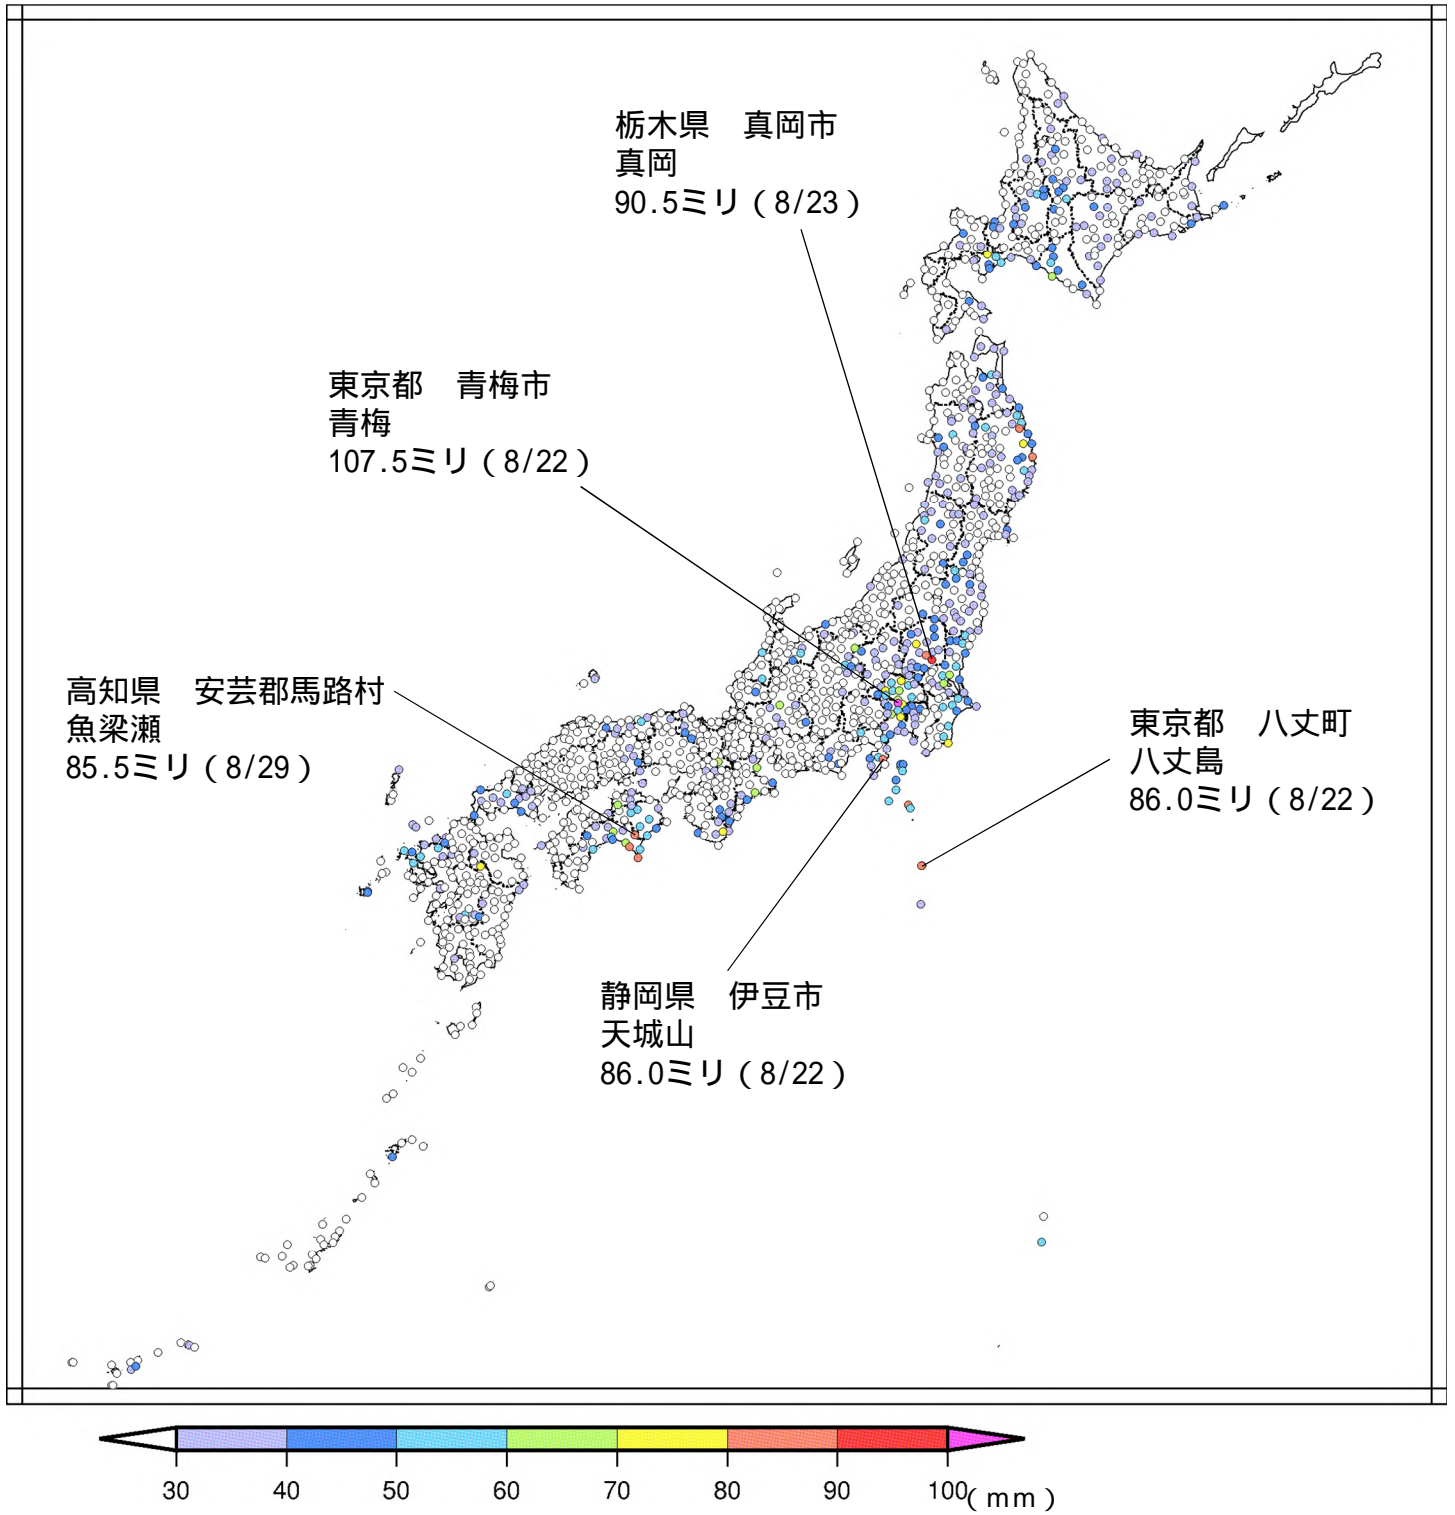 栃木県　真岡市
真岡
90.5ミリ（8/23）
東京都　青梅市
青梅
107.5ミリ（8/22）
高知県　安芸郡馬路村
魚梁瀬
85.5ミリ（8/29）
東京都　八丈町
八丈島
86.0ミリ（8/22）
静岡県　伊豆市
天城山
86.0ミリ（8/22）
30 40 50 60 70 80 90 100（mm）